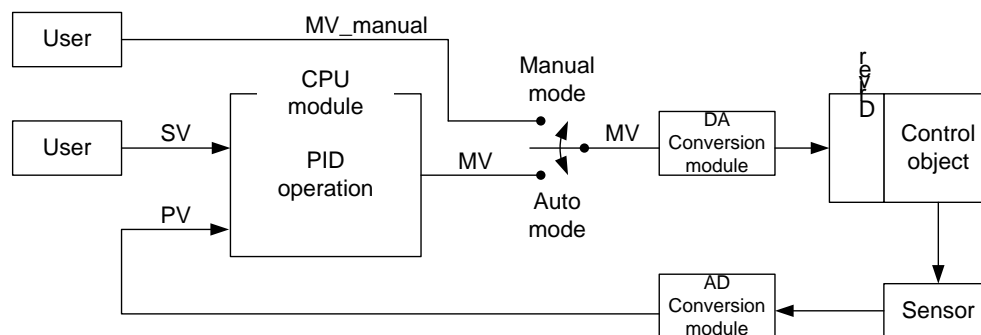 User
MV_manual
Manual
mode
CPU
module
Driver
User
SV
DA
Conversion
module
Control
object
MV
PID
operation
MV
Auto
mode
PV
AD
Conversion
module
Sensor